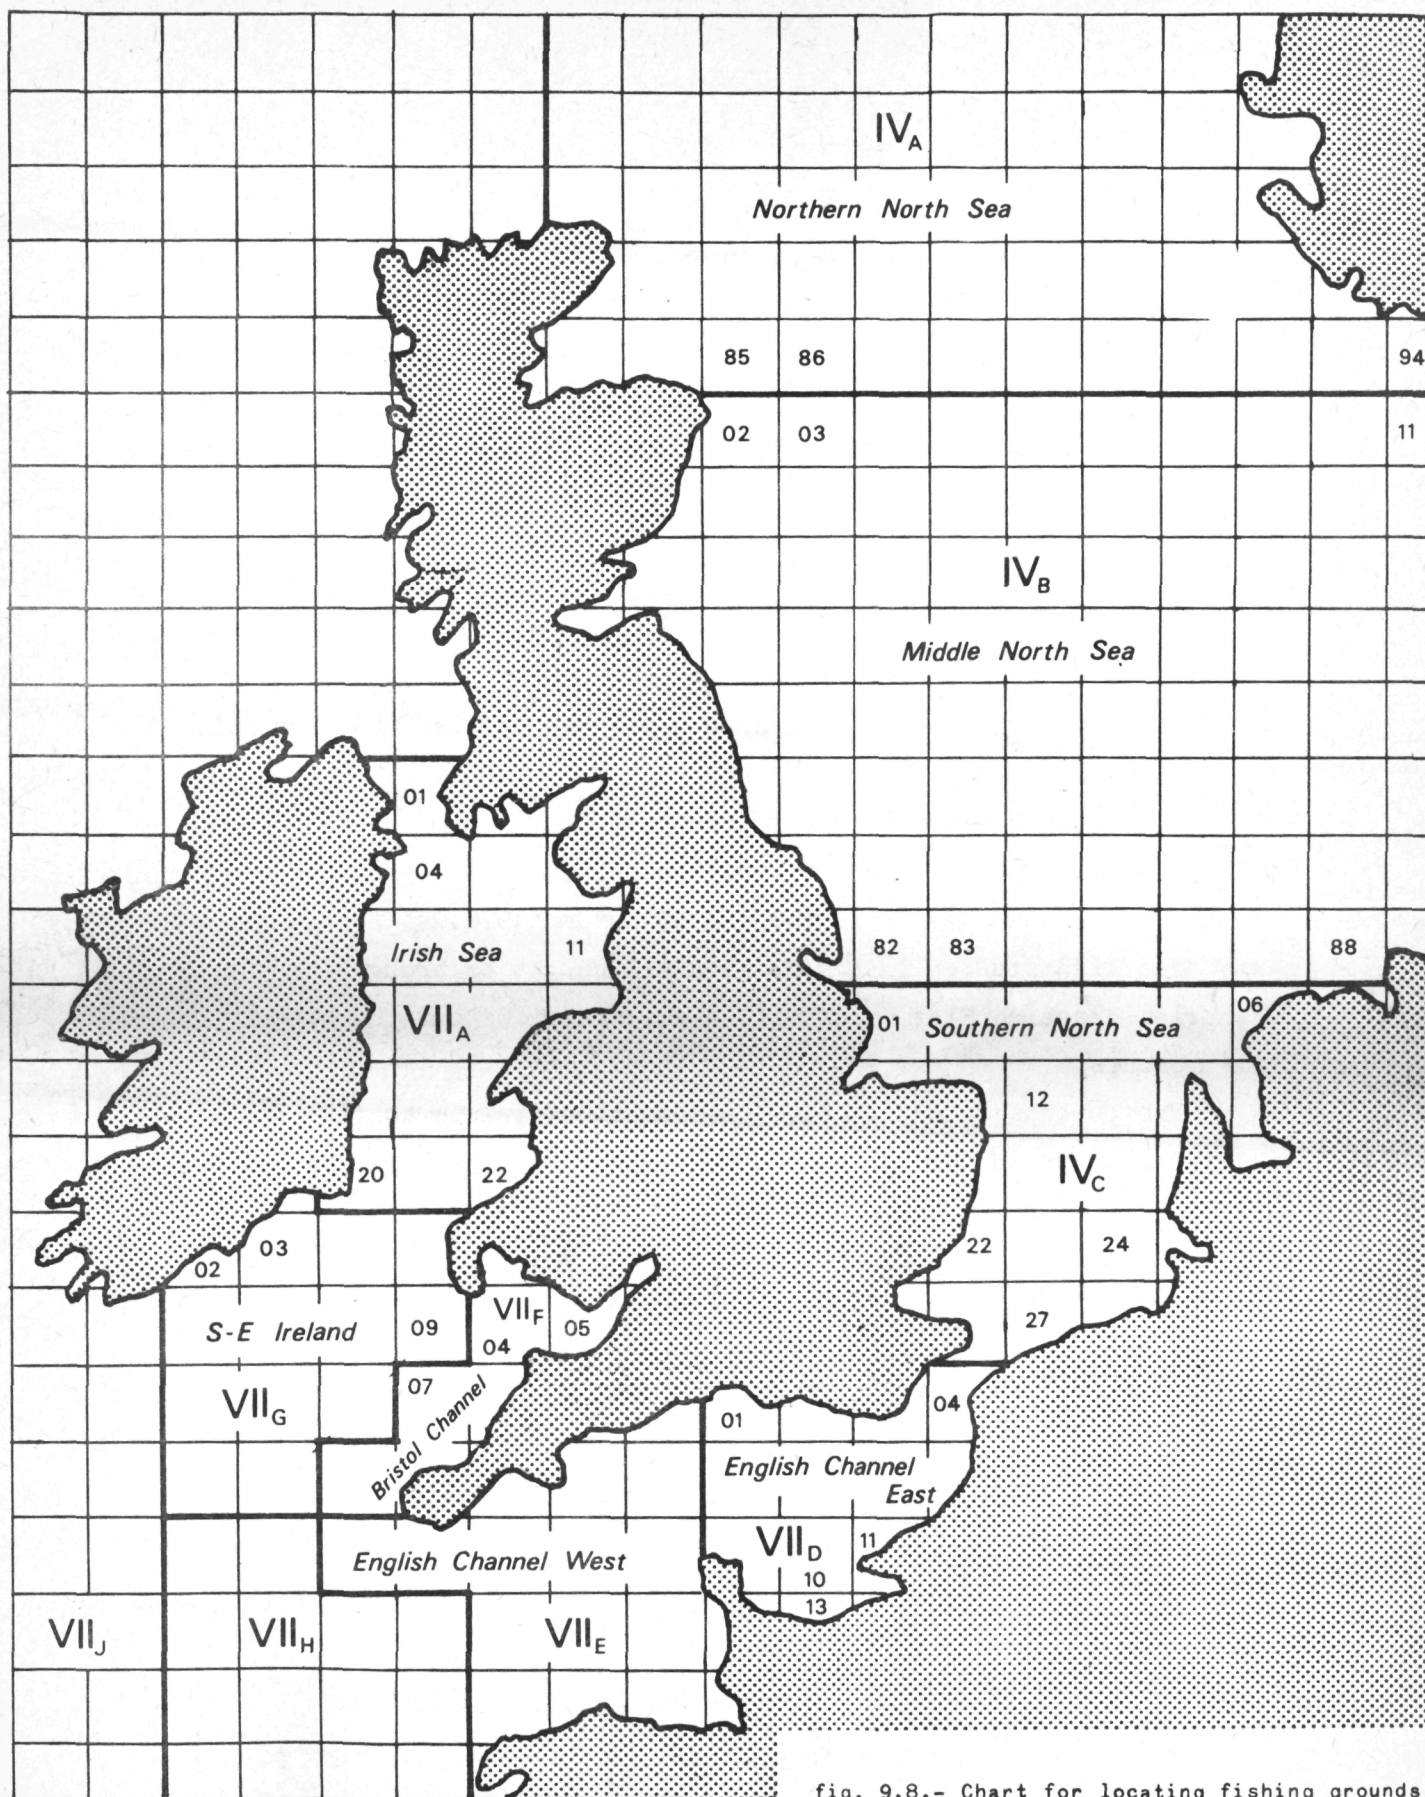 IVA
Northern North Sea
85 86 94
02 03 11
IVB
Middle North Sea
01
04
Irish Sea 11 82 83 88
06
VIIA 01 Southern North Sea
12
20 22 IVC
02 03 22 24
VIIF
S-E Ireland 09 04 05 27
07
VIIG Bristol Channel 01 04
English Channel
East
English Channel West VIID 11
10
13
VIIJ VIIH VIIE
fig. 9.8.- Chart for locating fishing grounds